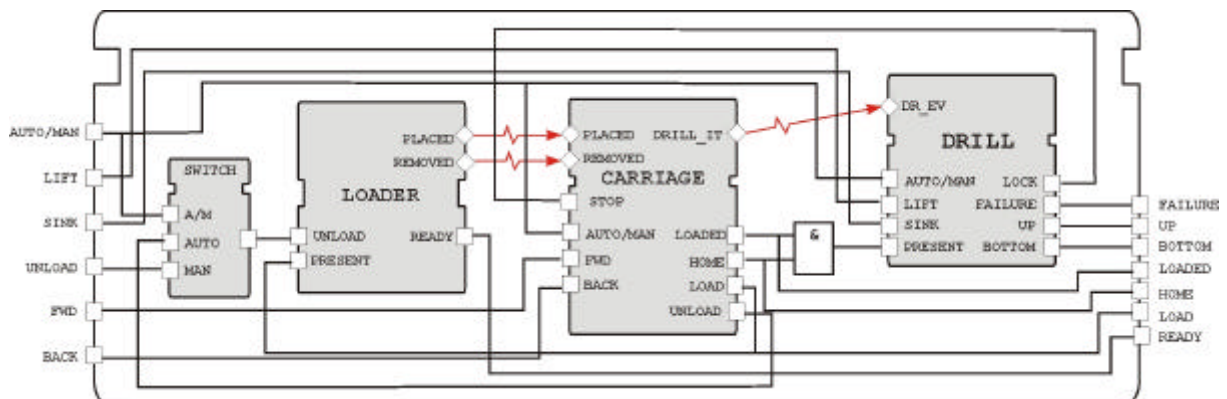 AUTO/MAN
LIFT
SINK
UNLOAD
FWD
BACK
SWITCH
A/M
AUTO
MAN
PLACED
REMOVED
LOADER
UNLOAD
READY
PRESENT
PLACED
DRILL_IT
REMOVED
CARRIAGE
STOP
AUTO/MAN
LOADED
FWD
HOME
BACK
LOAD
UNLOAD
&
DR_EV
DRILL
AUTO/MAN
LOCK
LIFT
FAILURE
SINK
UP
PRESENT
BOTTOM
FAILURE
UP
BOTTOM
LOADED
HOME
LOAD
READY